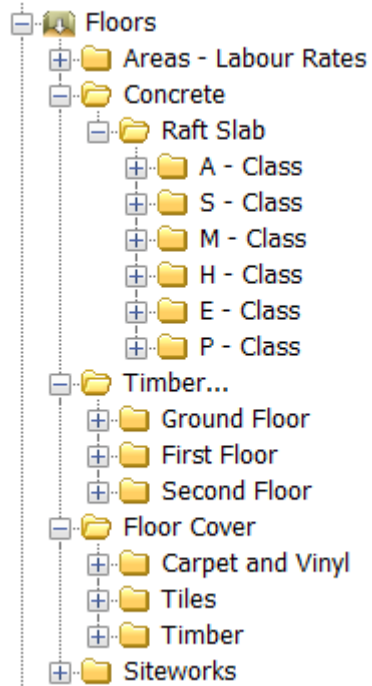 Floors
Areas - Labour Rates
Concrete
Raft Slab
A - Class
S - Class
M - Class
H - Class
E - Class
P - Class
Timber...
Ground Floor
First Floor
Second Floor
Floor Cover
Carpet and Vinyl
Tiles
Timber
Siteworks